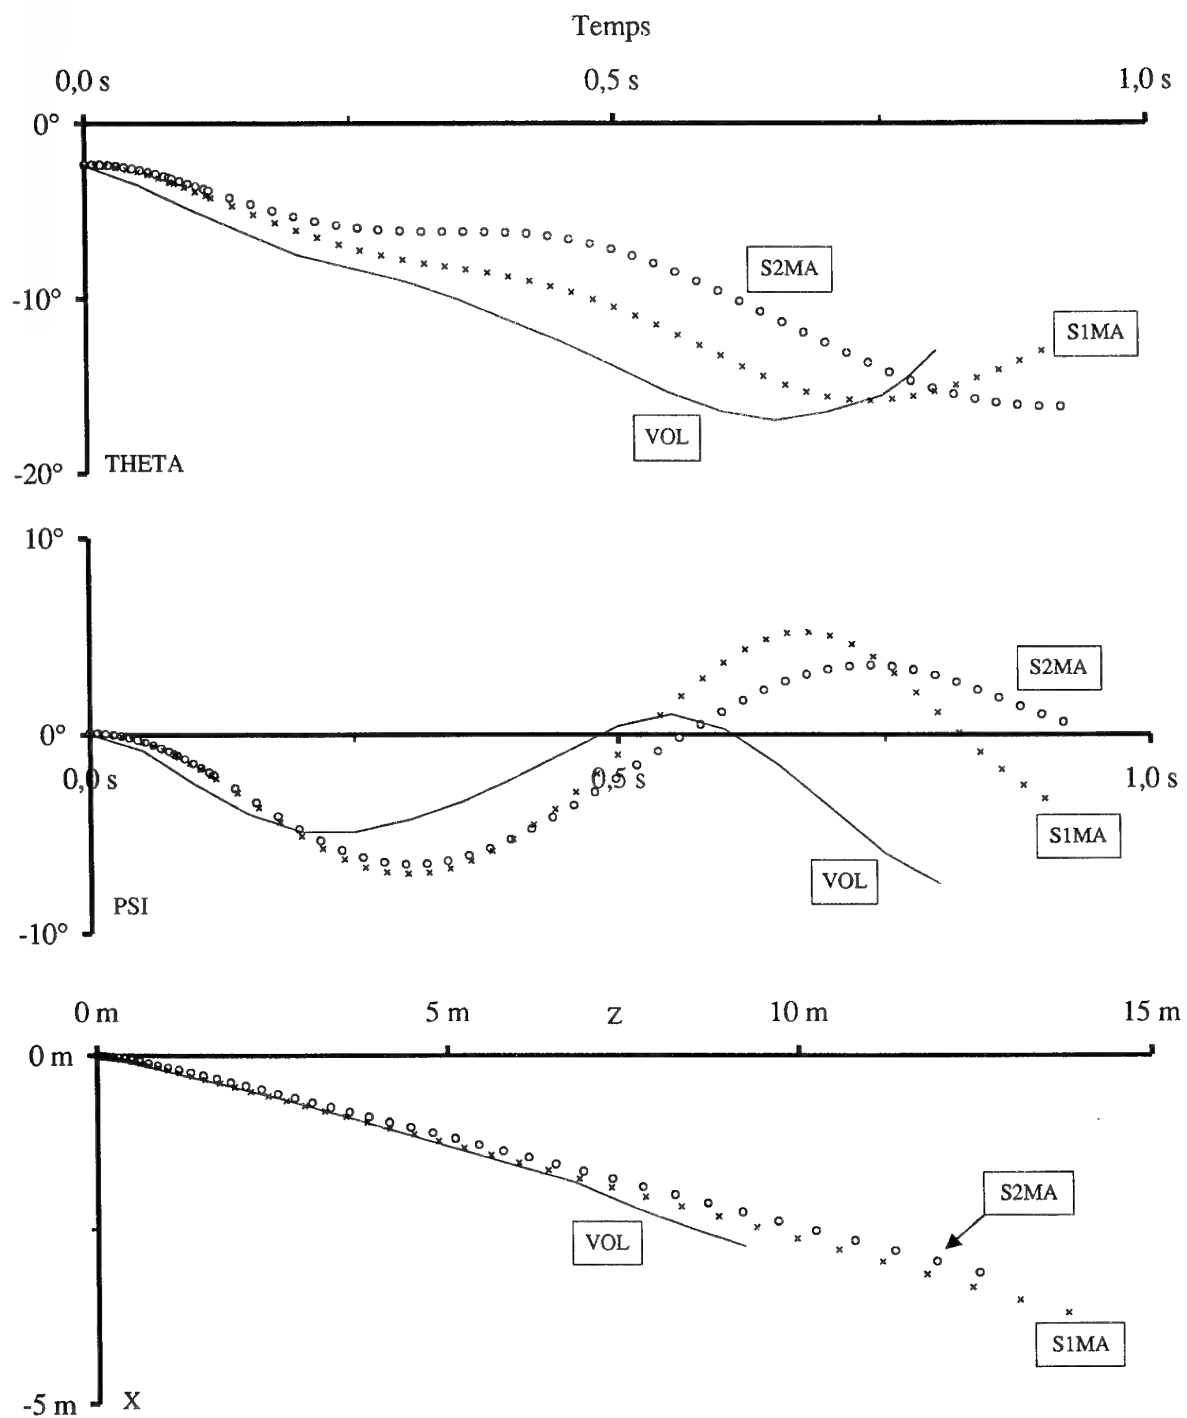 Temps
0,0 s 0,5 s 1,0 s
0°
S2MA
-10°
S1MA
VOL
THETA
-20°
10°
S2MA
0°
0,0 s 0,5 s 1,0 s
S1MA
VOL
PSI
-10°
0 m 5 m Z 10 m 15 m
0 m
S2MA
VOL
S1MA
-5 m X